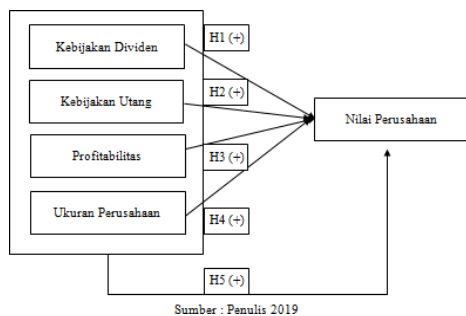 Kebijakan Dividen
H1 (+)
Kebijakan Utang
H2 (+)
Nilai Perusahaan
Profitabilitas
H3 (+)
Ukuran Perusahaan
H4 (+)
H5 (+)
Sumber : Penulis 2019